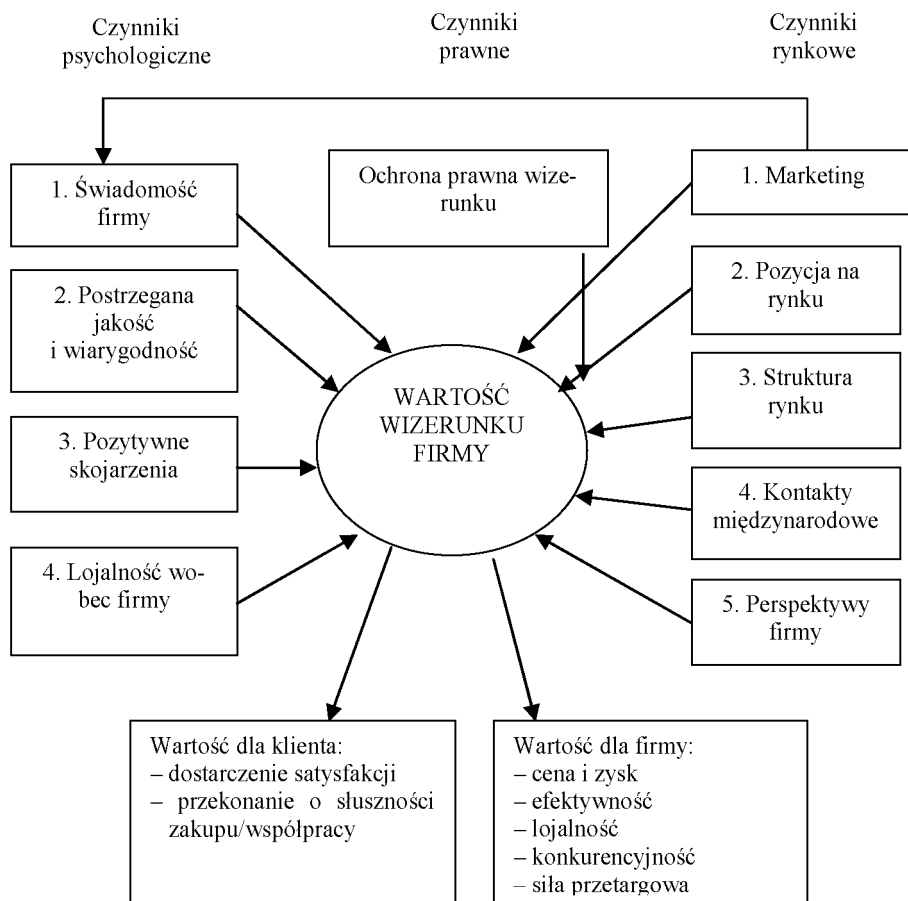 Czynniki
psychologiczne
Czynniki
prawne
Czynniki
rynkowe
1. Świadomość
firmy
Ochrona prawna wize-
runku
1. Marketing
2. Postrzegana
jakość
i wiarygodność
2. Pozycja na
rynku
WARTOŚĆ
WIZERUNKU
FIRMY
3. Struktura
rynku
3. Pozytywne
skojarzenia
4. Kontakty
międzynarodowe
4. Lojalność wo-
bec firmy
5. Perspektywy
firmy
Wartość dla klienta:
– dostarczenie satysfakcji
– przekonanie o słuszności
zakupu/współpracy
Wartość dla firmy:
– cena i zysk
– efektywność
– lojalność
– konkurencyjność
– siła przetargowa